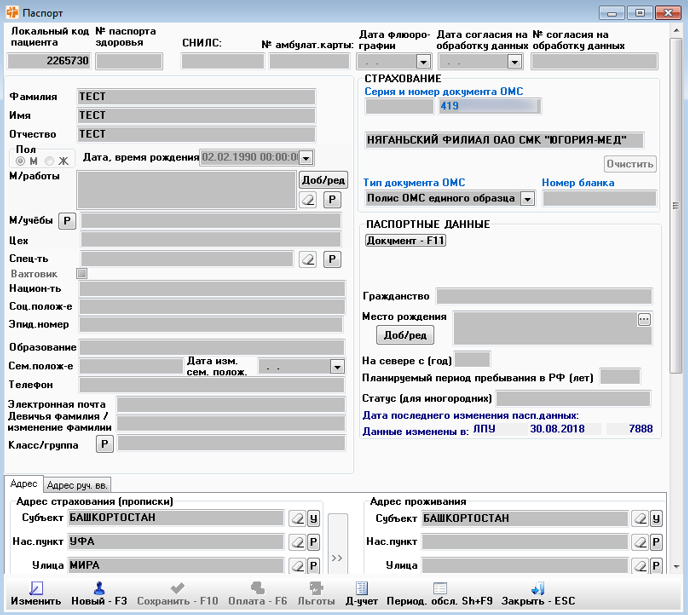 Паспорт
Локальный код пациента
№ паспорта здоровья
СНИЛС:
№ амбулат.карты:
Дата флюоро-графии
Дата согласия на обработку данных
№ согласия на обработку данных
2265730
. .
. .
Фамилия ТЕСТ
Имя ТЕСТ
Отчество ТЕСТ
Пол
М Ж
Дата, время рождения 02.02.1990 00:00:00
М/работы
Доб/ред
Р
М/учёбы Р
Цех
Спец-ть Р
Вахтовик
Национ-ть
Соц.полож-е
Эпид.номер
Образование
Сем.полож-е
Дата изм. сем. полож. . .
Телефон
Электронная почта
Девичья фамилия / изменение фамилии
Класс/группа Р
СТРАХОВАНИЕ
Серия и номер документа ОМС
419
НЯГАНЬСКИЙ ФИЛИАЛ ОАО СМК "ЮГОРИЯ-МЕД"
Очистить
Тип документа ОМС
Номер бланка
Полис ОМС единого образца
ПАСПОРТНЫЕ ДАННЫЕ
Документ - F11
Гражданство
Место рождения ...
Доб/ред
На севере с (год)
Планируемый период пребывания в РФ (лет)
Статус (для иногородних)
Дата последнего изменения пасп.данных:
Данные изменены в: ЛПУ 30.08.2018 7888
Адрес
Адрес руч. вв.
Адрес страхования (прописки)
Субъект БАШКОРТОСТАН У
Нас.пункт УФА Р
Улица МИРА Р
>>
Адрес проживания
Субъект БАШКОРТОСТАН У
Нас.пункт Р
Улица Р
Изменить
Новый - F3
Сохранить - F10
Оплата - F6
Льготы
Д-учет
Период. обсл. Sh+F9
Закрыть - ESC